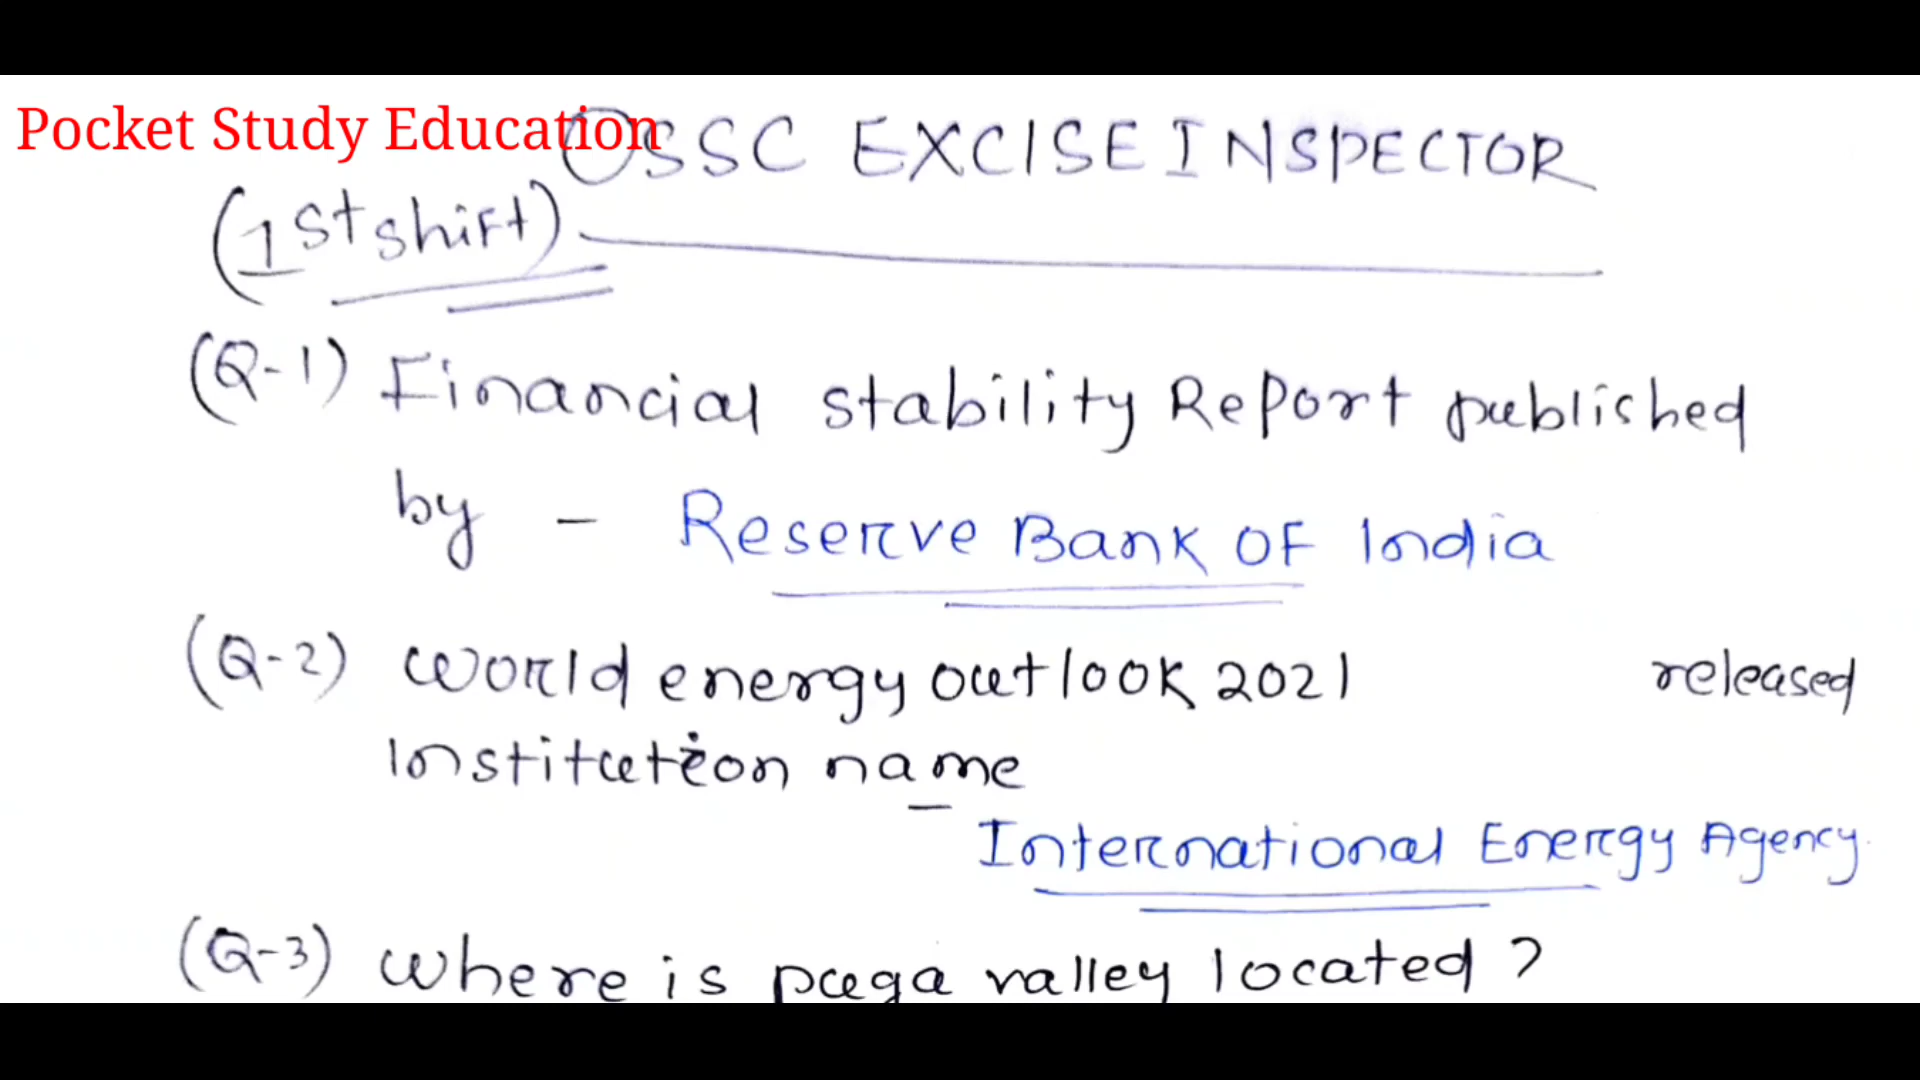 Pocket Study Education
OSSC EXCISE INSPECTOR
(1st shift)
(Q-1) Financial stability Report published
by - Reserve Bank OF India
(Q-2) World energy outlook 2021 released
Institution name
- International Energy Agency
(Q-3) Where is puga valley located ?